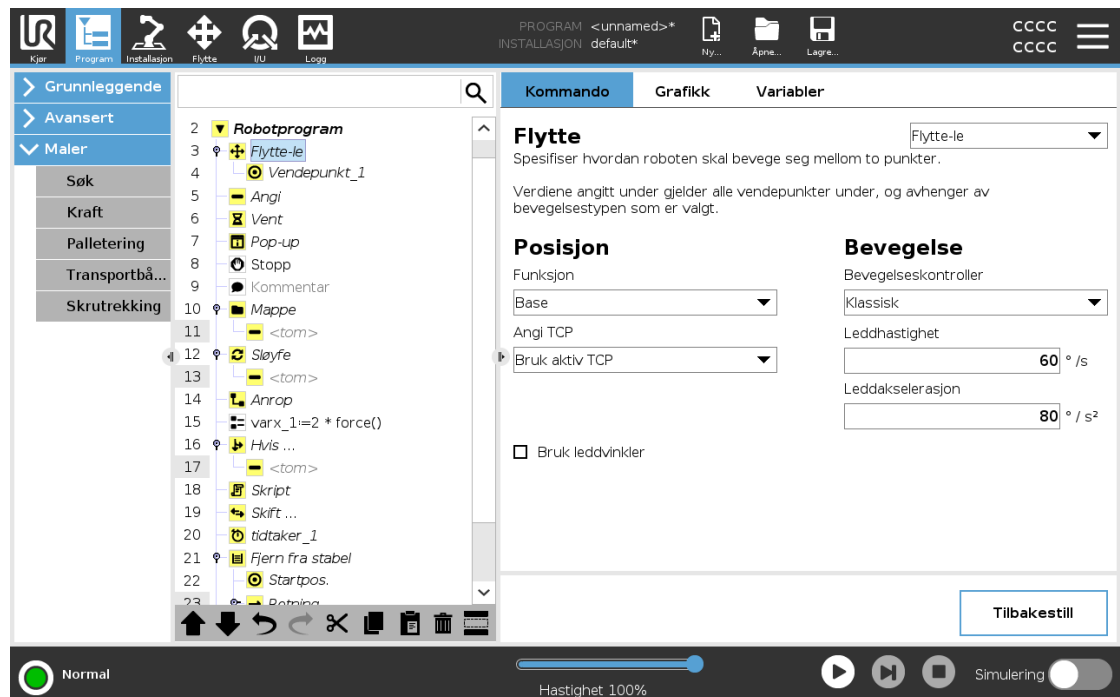 UR
Kjør
Program
Installasjon
Flytte
I/U
Logg
PROGRAM <unnamed>*
INSTALLASJON default*
Ny...
Åpne...
Lagre...
CCCC
CCCC
Grunnleggende
Avansert
Maler
Søk
Kraft
Palletering
Transportbå...
Skrutrekking
2 Robotprogram
3 Flytte-le
4 Vendepunkt_1
5 Angi
6 Vent
7 Pop-up
8 Stopp
9 Kommentar
10 Mappe
11 <tom>
12 Sløyfe
13 <tom>
14 Anrop
15 varx_1:=2 * force()
16 Hvis ...
17 <tom>
18 Skript
19 Skift ...
20 tidtaker_1
21 Fjern fra stabel
22 Startpos.
23 Retning
Kommando
Grafikk
Variabler
Flytte
Flytte-le
Spesifiser hvordan roboten skal bevege seg mellom to punkter.
Verdiene angitt under gjelder alle vendepunkter under, og avhenger av
bevegelsestypen som er valgt.
Posisjon
Funksjon
Base
Angi TCP
Bruk aktiv TCP
Bruk leddvinkler
Bevegelse
Bevegelseskontroller
Klassisk
Leddhastighet
60 ° /s
Leddakselerasjon
80 ° / s²
Tilbakestill
Normal
Hastighet 100%
Simulering